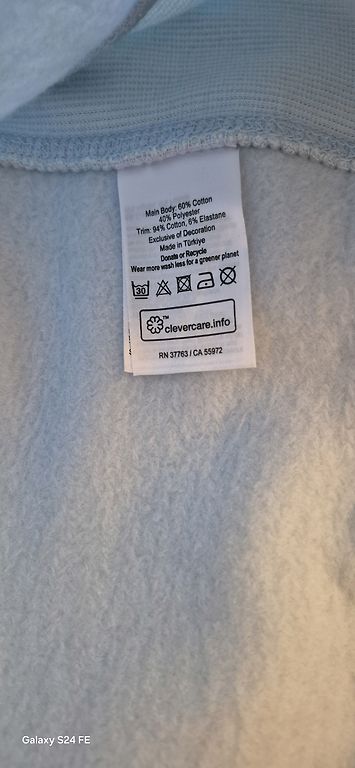 Main Body: 60% Cotton
40% Polyester
Trim: 94% Cotton, 6% Elastane
Exclusive of Decoration
Made in Türkiye
Donate or Recycle
Wear more wash less for a greener planet
30
TM clevercare.info
RN 37763 / CA 55972
Galaxy S24 FE